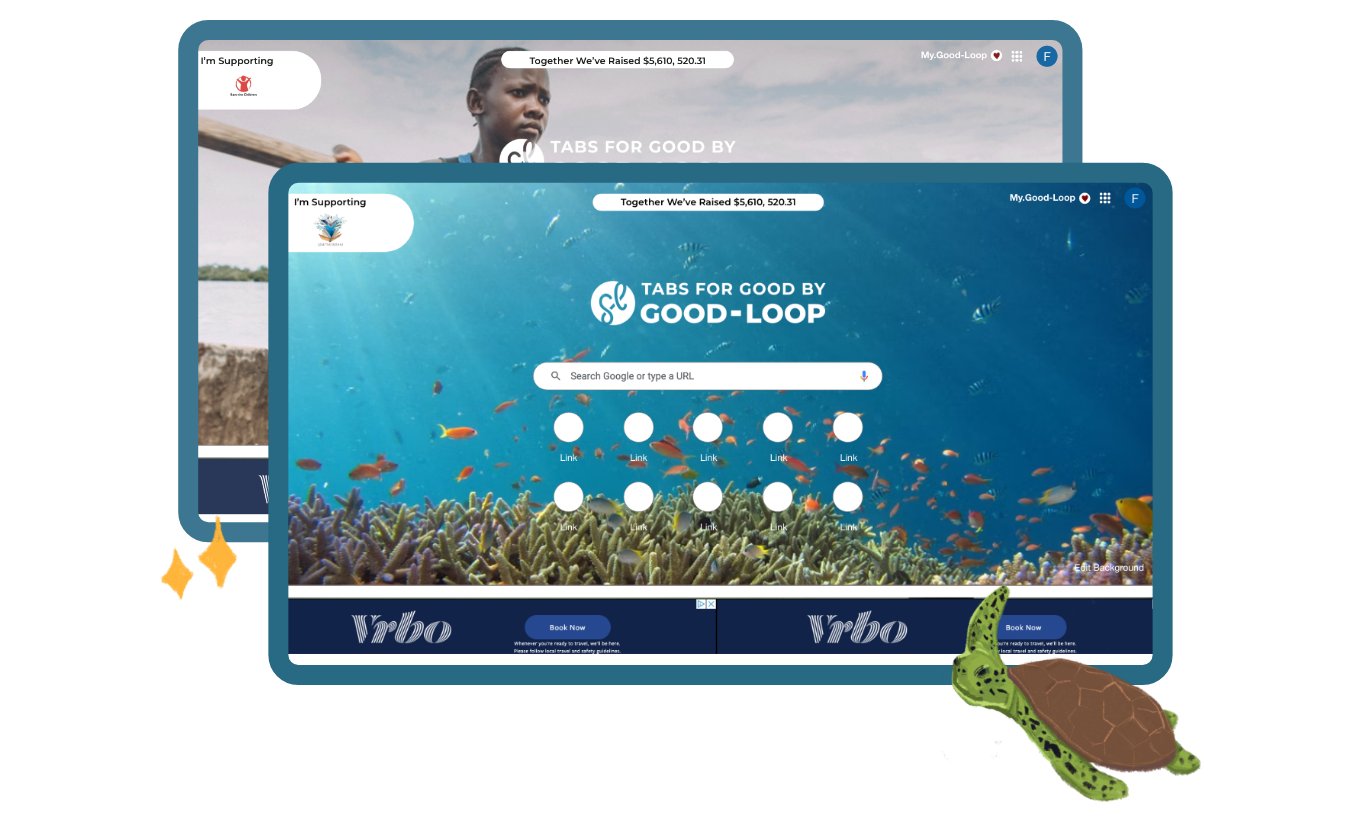 I'm Supporting
Save the Children
Together We've Raised $5,610, 520.31
My.Good-Loop
F
TABS FOR GOOD BY
I'm Supporting
Together We've Raised $5,610, 520.31
My.Good-Loop
F
gl
TABS FOR GOOD BY
GOOD-LOOP
Search Google or type a URL
Link Link Link Link Link
Link Link Link Link Link
Edit Background
Vrbo
Book Now
Whenever you're ready to travel, we'll be here.
Please follow local travel and safety guidelines.
Vrbo
Book Now
you're ready to travel, we'll be here.
local travel and safety guidelines.